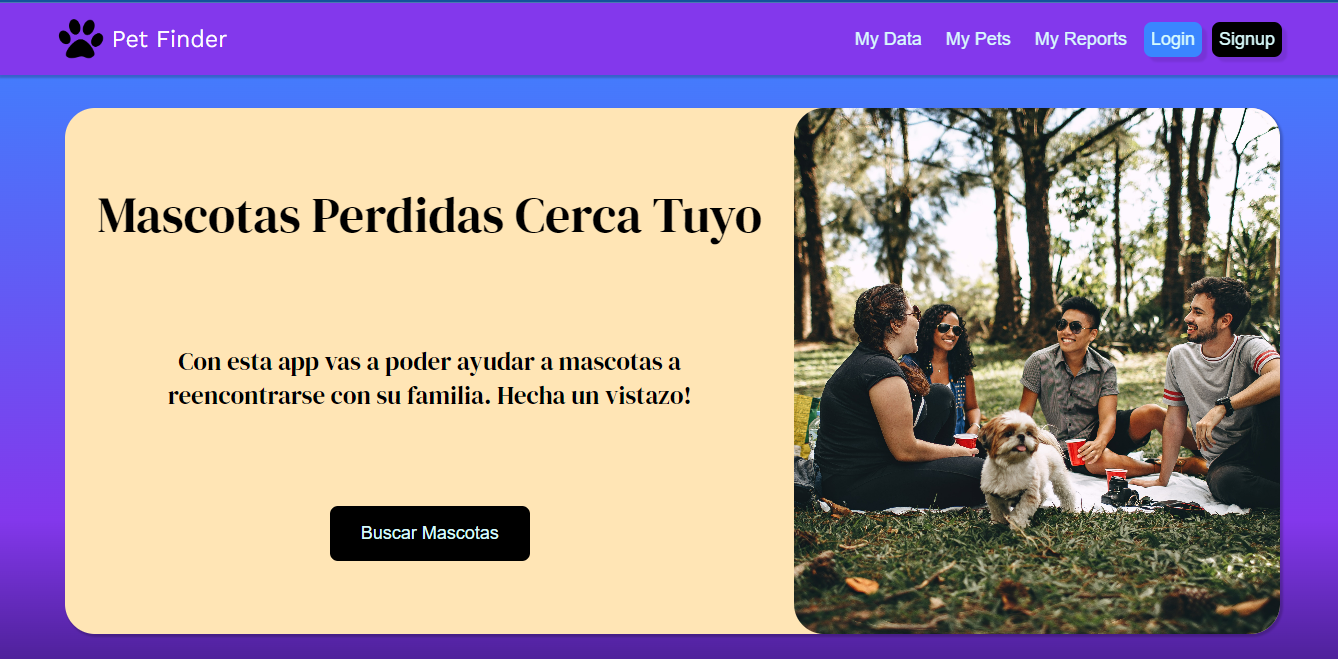 Pet Finder
My Data
My Pets
My Reports
Login
Signup
Mascotas Perdidas Cerca Tuyo
Con esta app vas a poder ayudar a mascotas a
reencontrarse con su familia. Hecha un vistazo!
Buscar Mascotas